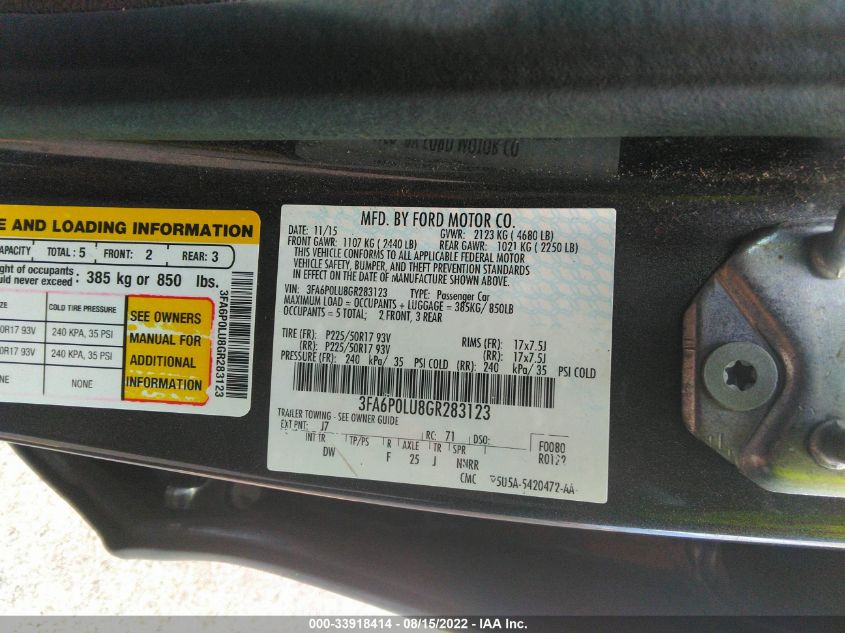 CO
E AND LOADING INFORMATION
APACITY TOTAL: 5 FRONT: 2 REAR: 3
ght of occupants
uld never exceed : 385 kg or 850 lbs.
ZE COLD TIRE PRESSURE
0R17 93V 240 KPA, 35 PSI
0R17 93V 240 KPA, 35 PSI
NE NONE
SEE OWNERS
MANUAL FOR
ADDITIONAL
INFORMATION
3FA6P0LU8GR283123
MFD. BY FORD MOTOR CO.
DATE: 11/15 GVWR: 2123 KG ( 4680 LB)
FRONT GAWR: 1107 KG ( 2440 LB) REAR GAWR: 1021 KG ( 2250 LB)
THIS VEHICLE CONFORMS TO ALL APPLICABLE FEDERAL MOTOR
VEHICLE SAFETY, BUMPER, AND THEFT PREVENTION STANDARDS
IN EFFECT ON THE DATE OF MANUFACTURE SHOWN ABOVE.
VIN: 3FA6P0LU8GR283123 TYPE: Passenger Car
MAXIMUM LOAD = OCCUPANTS + LUGGAGE = 385KG/ 850LB
OCCUPANTS = 5 TOTAL; 2 FRONT, 3 REAR
TIRE (FR): P225/50R17 93V RIMS (FR): 17x7.5J
(RR): P225/50R17 93V (RR): 17x7.5J
PRESSURE (FR): 240 kPa/ 35 PSI COLD (RR): 240 kPa/ 35 PSI COLD
3FA6P0LU8GR283123
TRAILER TOWING - SEE OWNER GUIDE
EXT PNT: J7 RC: 71 DSO: F0080
INT TR TP/PS R AXLE TR SPR
DW F 25 J NNRR
CMC 5U5A-5420472-AA
000-33918414 - 08/15/2022 - IAA Inc.